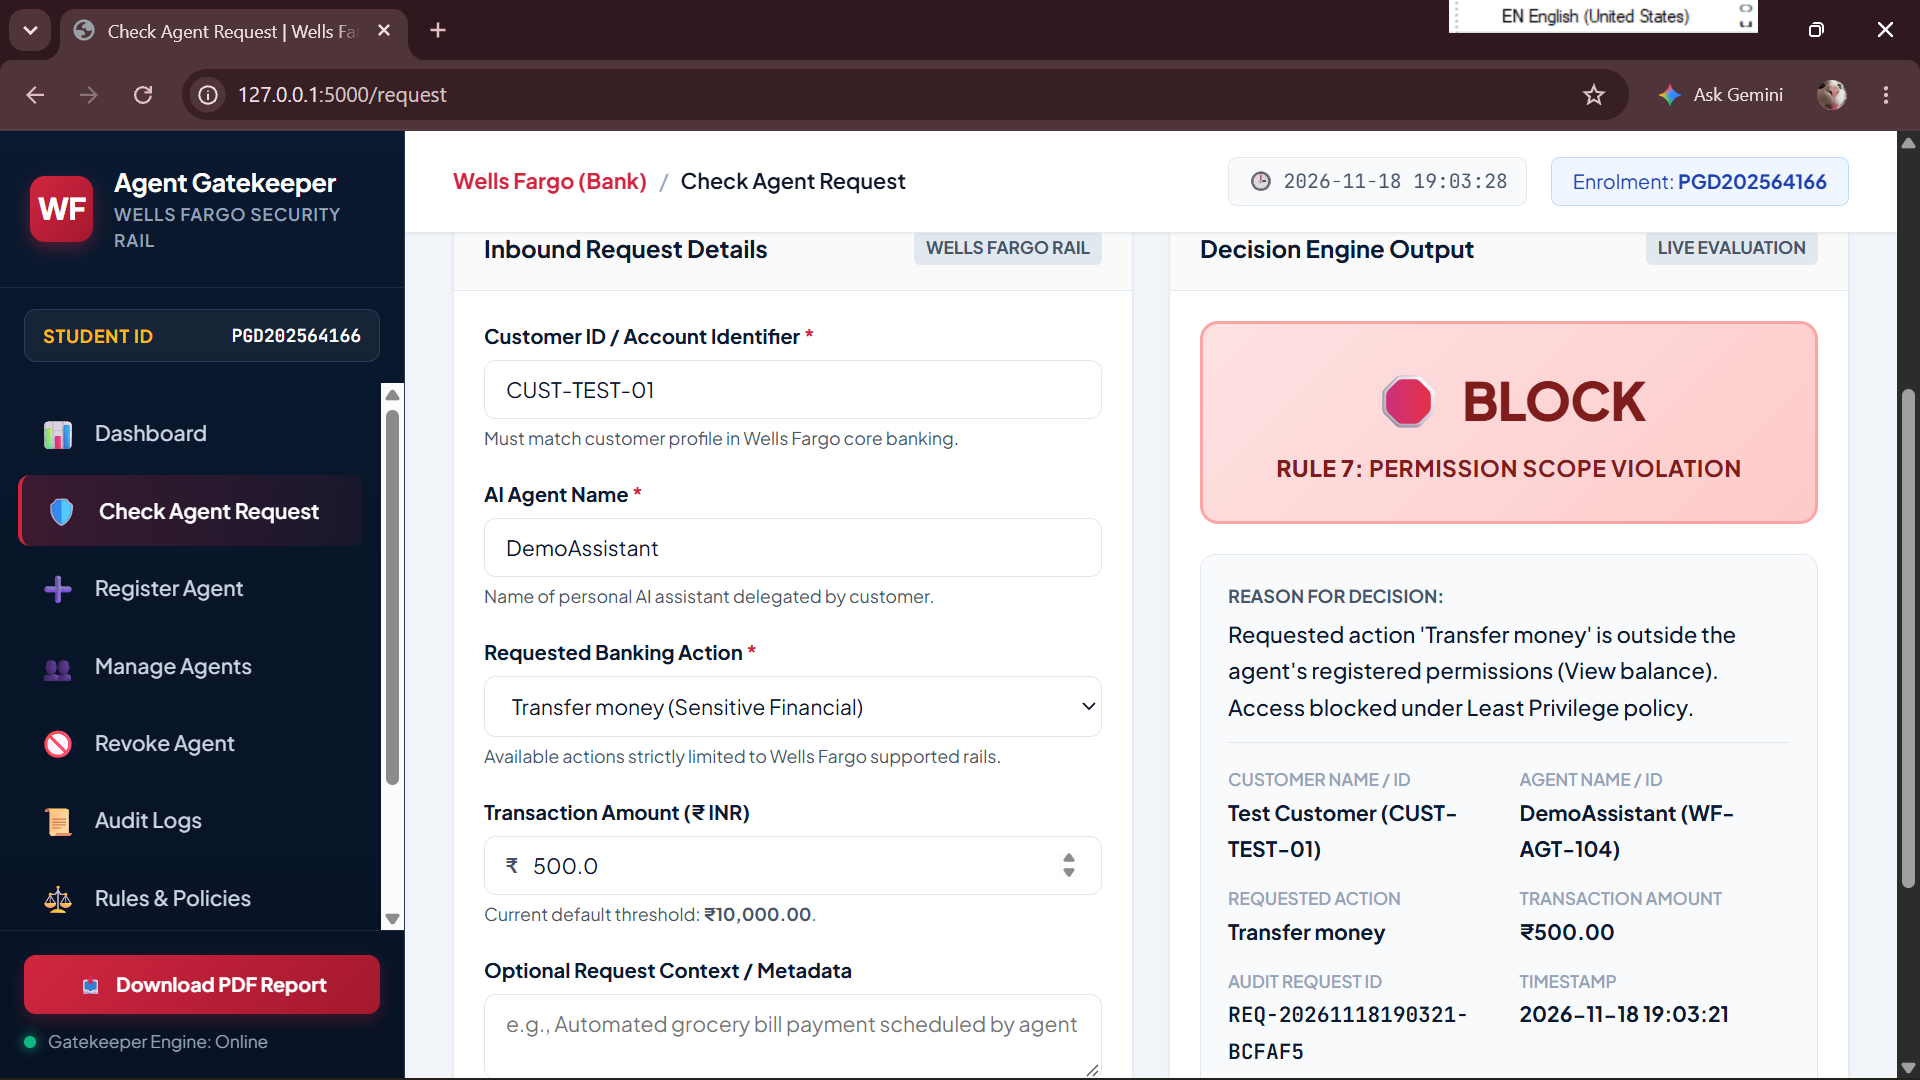 Check Agent Request | Wells Fa
EN English (United States)
127.0.0.1:5000/request
Ask Gemini
WF
Agent Gatekeeper
WELLS FARGO SECURITY
RAIL
STUDENT ID PGD202564166
Dashboard
Check Agent Request
Register Agent
Manage Agents
Revoke Agent
Audit Logs
Rules & Policies
Download PDF Report
Gatekeeper Engine: Online
Wells Fargo (Bank) / Check Agent Request
2026-11-18 19:03:28
Enrolment: PGD202564166
Inbound Request Details
WELLS FARGO RAIL
Customer ID / Account Identifier *
CUST-TEST-01
Must match customer profile in Wells Fargo core banking.
AI Agent Name *
DemoAssistant
Name of personal AI assistant delegated by customer.
Requested Banking Action *
Transfer money (Sensitive Financial)
Available actions strictly limited to Wells Fargo supported rails.
Transaction Amount (₹ INR)
₹ 500.0
Current default threshold: ₹10,000.00.
Optional Request Context / Metadata
e.g., Automated grocery bill payment scheduled by agent
Decision Engine Output
LIVE EVALUATION
BLOCK
RULE 7: PERMISSION SCOPE VIOLATION
REASON FOR DECISION:
Requested action 'Transfer money' is outside the
agent's registered permissions (View balance).
Access blocked under Least Privilege policy.
CUSTOMER NAME / ID
Test Customer (CUST-
TEST-01)
AGENT NAME / ID
DemoAssistant (WF-
AGT-104)
REQUESTED ACTION
Transfer money
TRANSACTION AMOUNT
₹500.00
AUDIT REQUEST ID
REQ-20261118190321-
BCFAF5
TIMESTAMP
2026-11-18 19:03:21